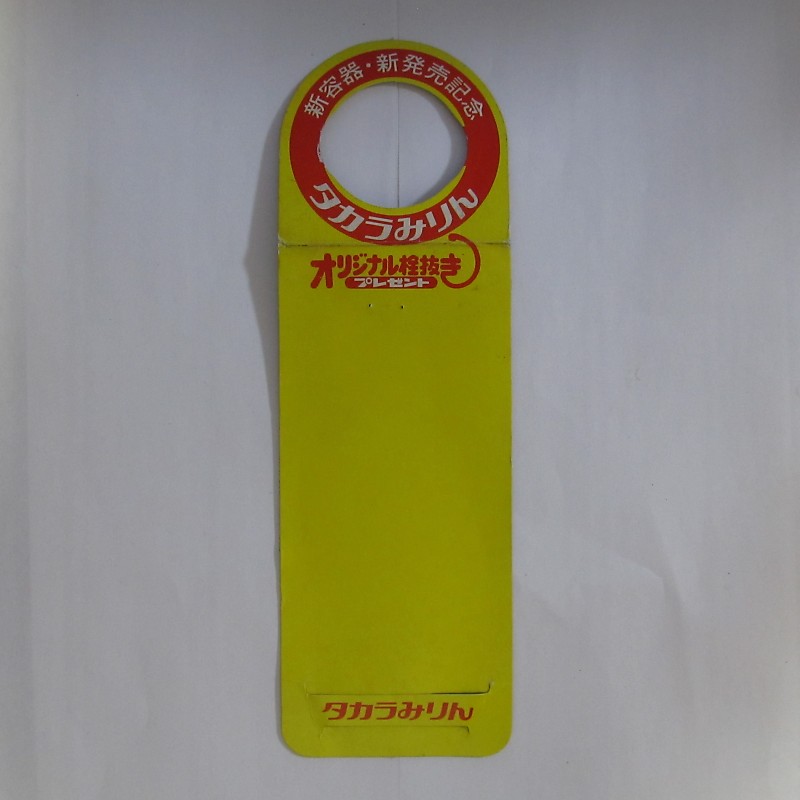 新容器・新発売記念
タカラみりん
オリジナル栓抜き
プレゼント
タカラみりん